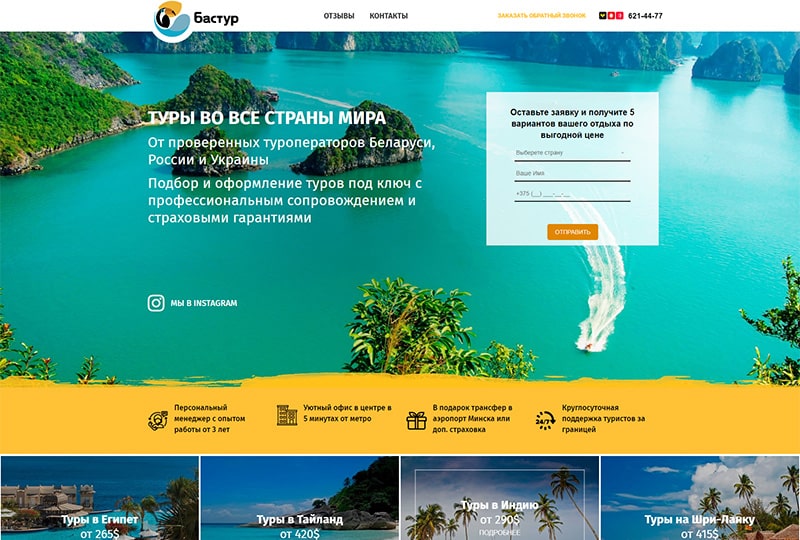 Бастур
ОТЗЫВЫ
КОНТАКТЫ
ЗАКАЗАТЬ ОБРАТНЫЙ ЗВОНОК
621-44-77
ТУРЫ ВО ВСЕ СТРАНЫ МИРА
От проверенных туроператоров Беларуси,
России и Украины
Подбор и оформление туров под ключ с
профессиональным сопровождением и
страховыми гарантиями
Оставьте заявку и получите 5
вариантов вашего отдыха по
выгодной цене
Выберете страну
Ваше Имя
+375 (__) ___-__-__
ОТПРАВИТЬ
МЫ В INSTAGRAM
Персональный
менеджер с опытом
работы от 3 лет
Уютный офис в центре в
5 минутах от метро
В подарок трансфер в
аэропорт Минска или
доп. страховка
24/7
Круглосуточная
поддержка туристов за
границей
Туры в Египет
от 265$
Туры в Тайланд
от 420$
Туры в Индию
от 290$
ПОДРОБНЕЕ
Туры на Шри-Ланку
от 415$